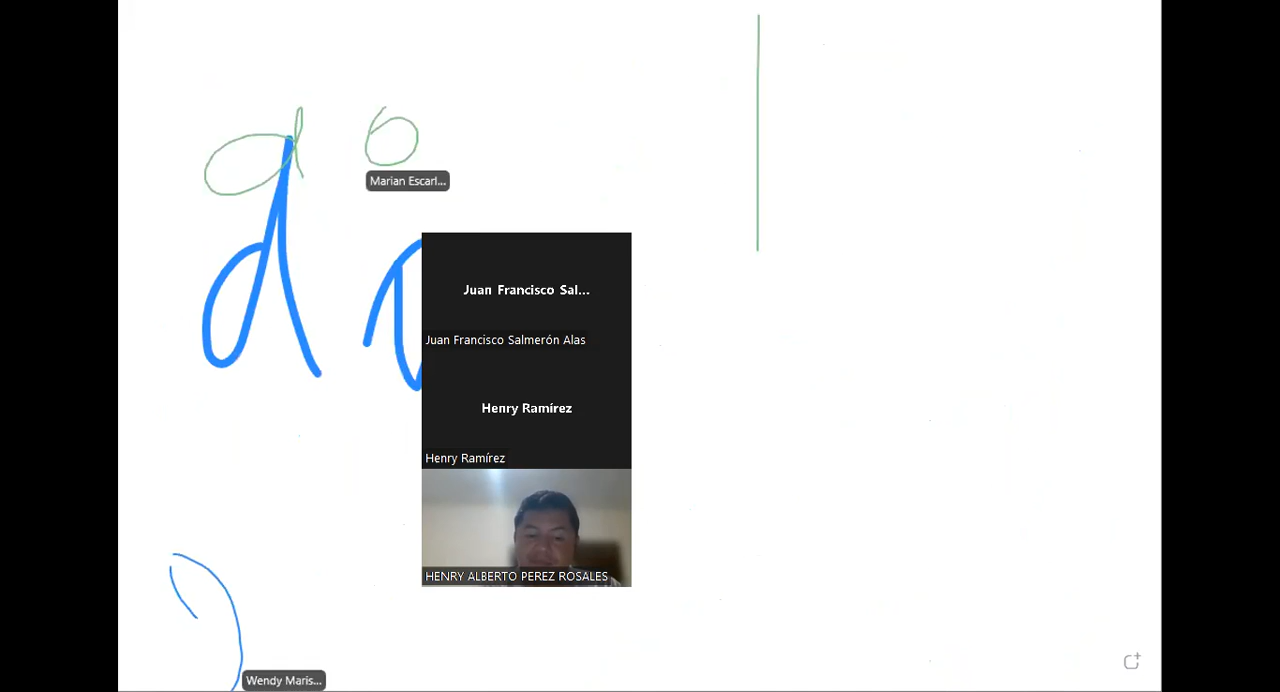 d o
Marian Escarl...
d
Juan Francisco Sal...
Juan Francisco Salmerón Alas
Henry Ramírez
Henry Ramírez
HENRY ALBERTO PEREZ ROSALES
Wendy Maris...